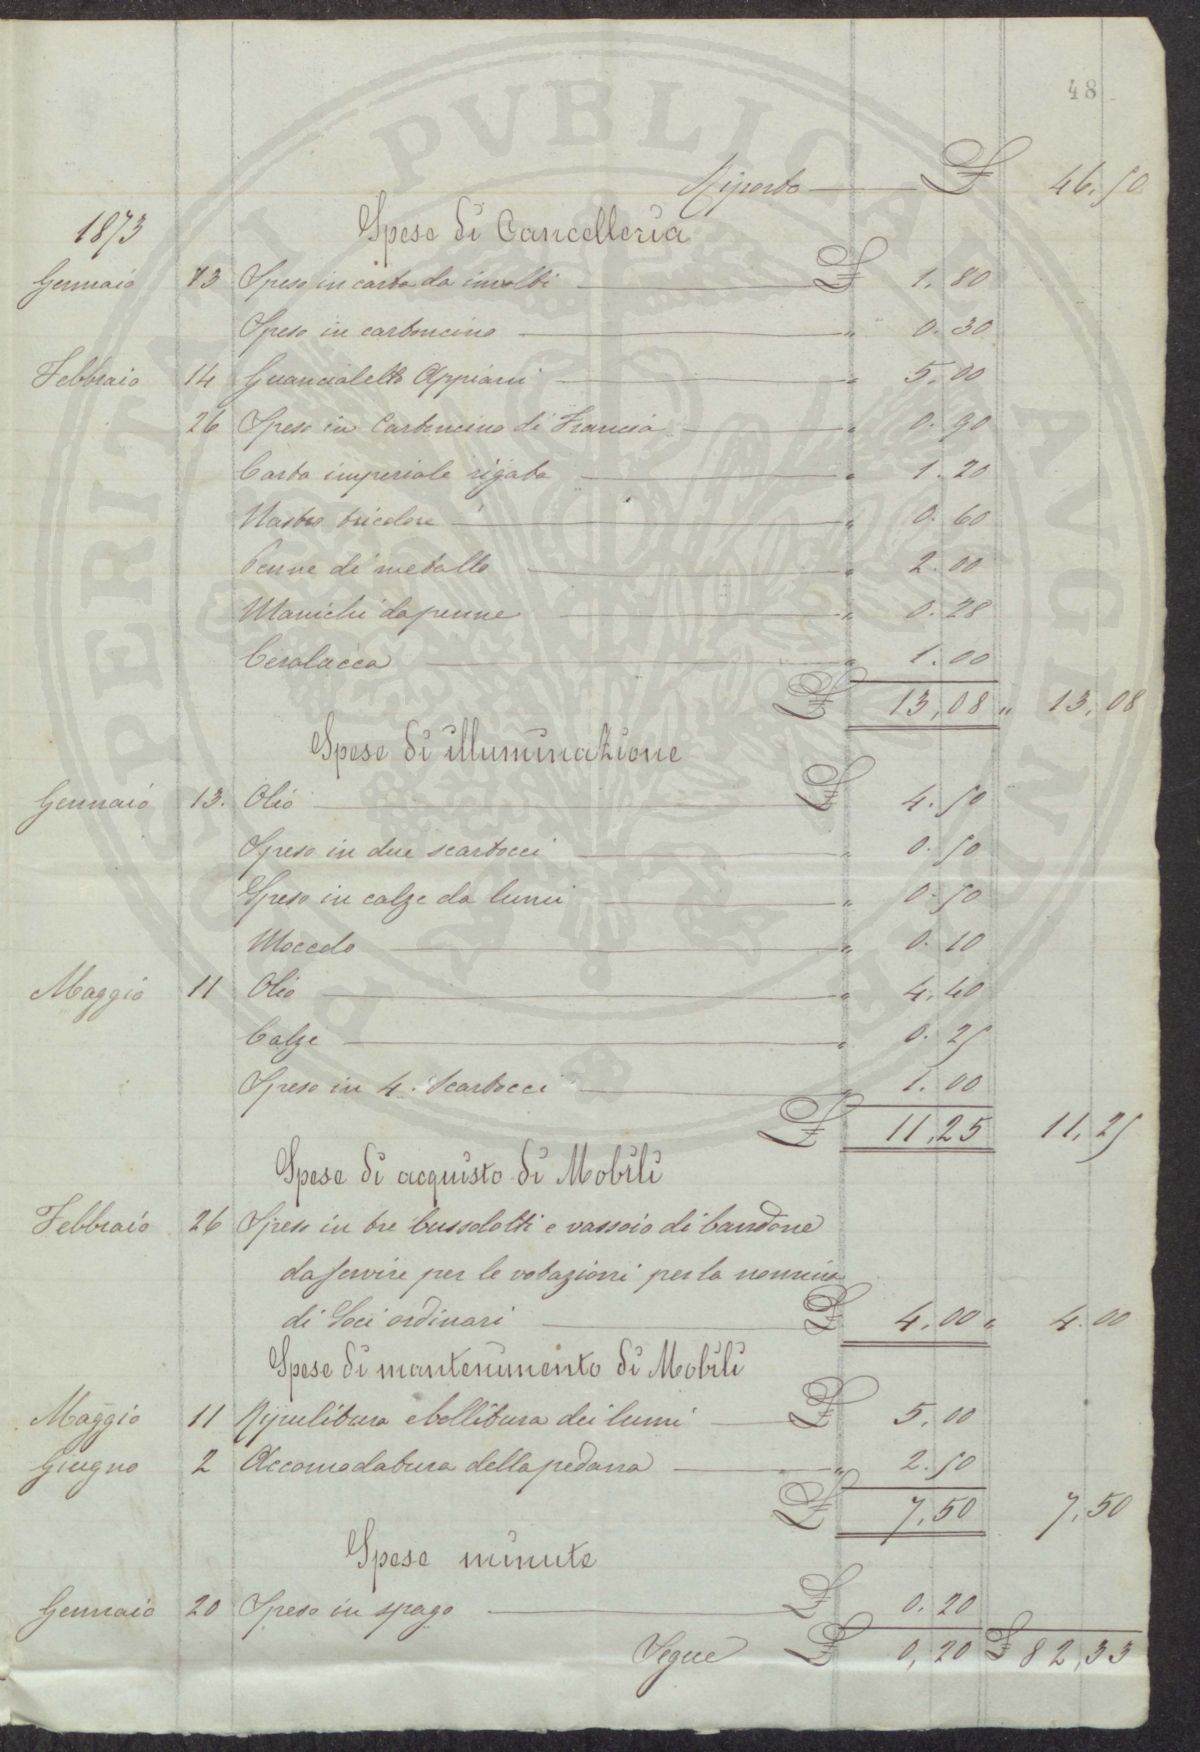 48
Riporto £ 46.50
1873 Spese di Cancelleria
Gennaio 13 Speso in carta da involti £ 1.80
Speso in cartoncino " 0.30
Febbraio 14 Guancialetto Appiani " 5.00
26 Speso in Cartoncino di Francia " 0.90
Carta imperiale rigata " 1.20
Nastro tricolore " 0.60
Penne di metallo " 2.00
Manichi da penne " 0.28
Ceralacca " 1.00
£ 13,08 " 13,08
Spese di illuminazione
Gennaio 13. Olio £ 4.50
Speso in due scartocci " 0.50
Speso in calze da lumi " 0.50
Moccolo " 0.10
Maggio 11 Olio " 4.40
Calze " 0.25
Speso in 4. Scartocci " 1.00
£ 11,25 11,25
Spese di acquisto di Mobili
Febbraio 26 Speso in tre bussolotti e vassoio di bandone
da servire per le votazioni per la nomina
di Soci ordinari £ 4.00 " 4.00
Spese di mantenimento di Mobili
Maggio 11 Ripulitura e bollitura dei lumi £ 5.00
Giugno 2 Accomodatura della pedana " 2.50
£ 7,50 7,50
Spese minute
Gennaio 20 Speso in spago £ 0.20
Segue £ 0,20 £ 82,33
PROSPERITATI PVBLICAE AVGENDAE